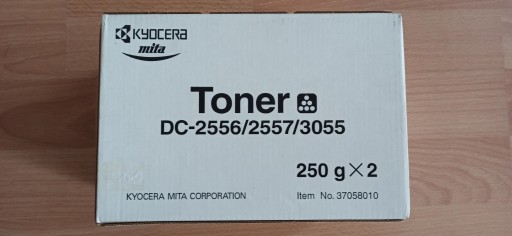 KYOCERA
mita
Toner
DC-2556/2557/3055
250 g×2
KYOCERA MITA CORPORATION
Item No. 37058010